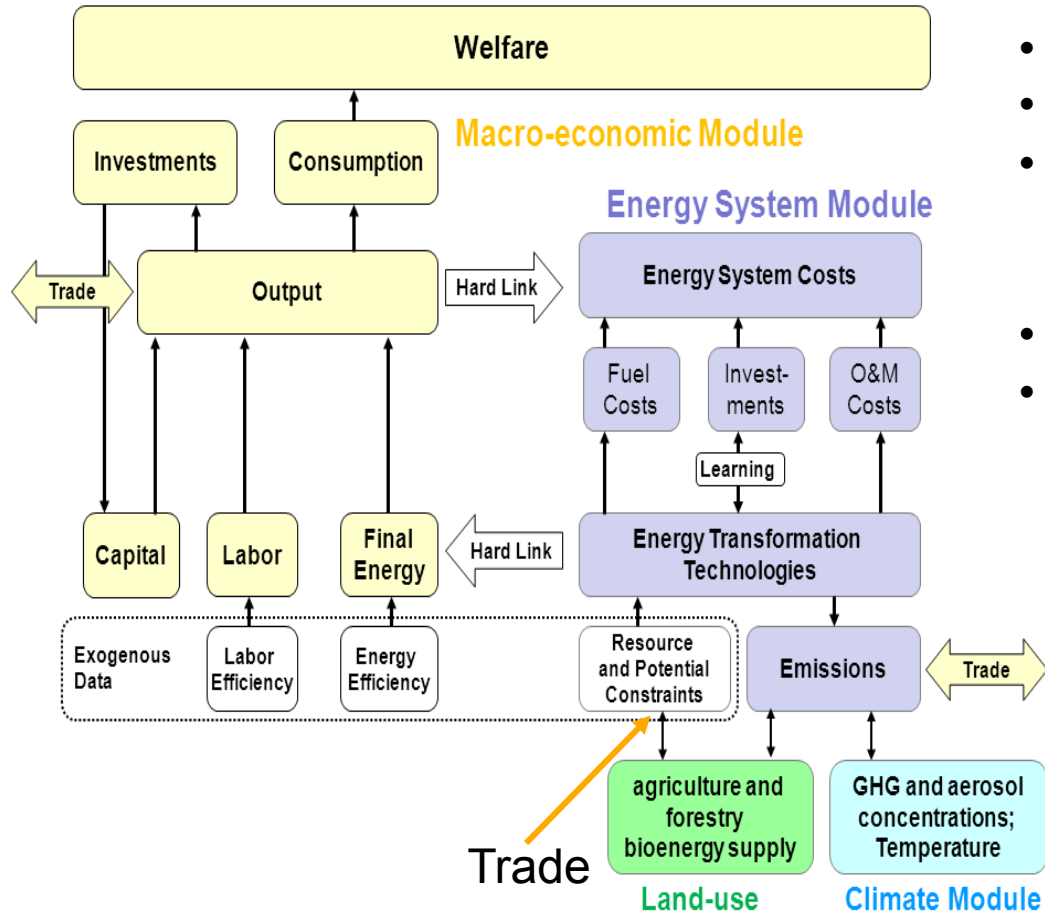 Welfare
Macro-economic Module
Investments
Consumption
Energy System Module
Trade
Output
Hard Link
Energy System Costs
Fuel
Costs
Invest-
ments
O&M
Costs
Learning
Capital
Labor
Final
Energy
Hard Link
Energy Transformation
Technologies
Exogenous
Data
Labor
Efficiency
Energy
Efficiency
Resource
and Potential
Constraints
Emissions
Trade
agriculture and
forestry
bioenergy supply
GHG and aerosol
concentrations;
Temperature
Trade
Land-use
Climate Module